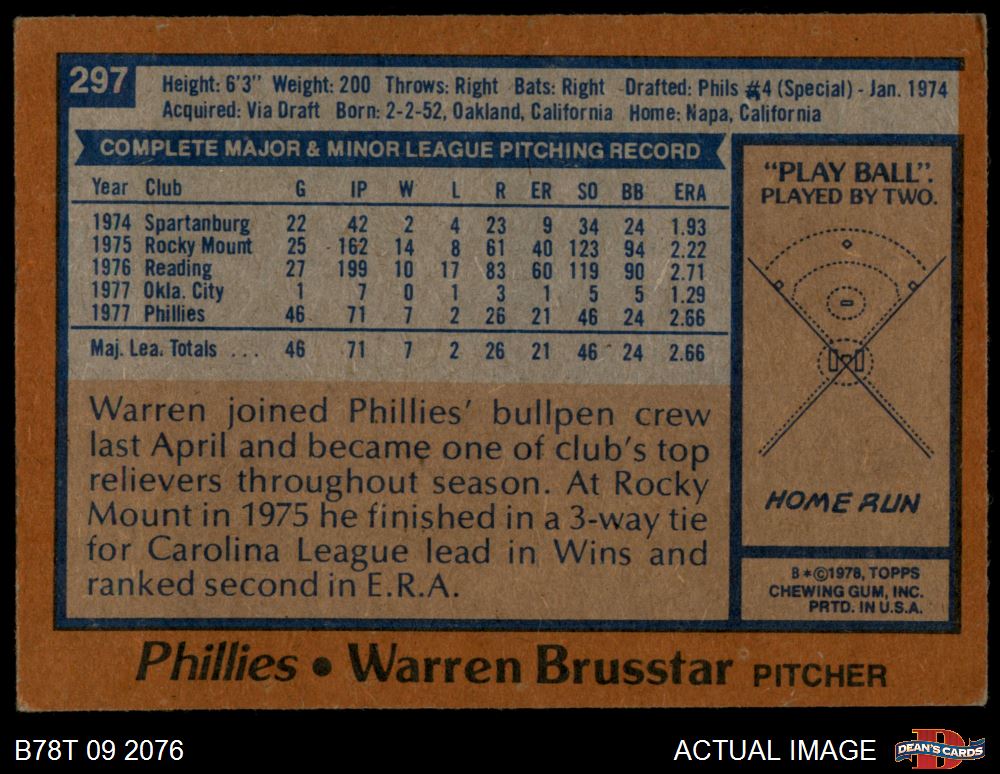 297
Height: 6'3" Weight: 200 Throws: Right Bats: Right Drafted: Phils #4 (Special) - Jan. 1974
Acquired: Via Draft Born: 2-2-52, Oakland, California Home: Napa, California
COMPLETE MAJOR & MINOR LEAGUE PITCHING RECORD
Year Club G IP W L R ER SO BB ERA
1974 Spartanburg 22 42 2 4 23 9 34 24 1.93
1975 Rocky Mount 25 162 14 8 61 40 123 94 2.22
1976 Reading 27 199 10 17 83 60 119 90 2.71
1977 Okla. City 1 7 0 1 3 1 5 5 1.29
1977 Phillies 46 71 7 2 26 21 46 24 2.66
Maj. Lea. Totals ... 46 71 7 2 26 21 46 24 2.66
Warren joined Phillies' bullpen crew
last April and became one of club's top
relievers throughout season. At Rocky
Mount in 1975 he finished in a 3-way tie
for Carolina League lead in Wins and
ranked second in E.R.A.
"PLAY BALL".
PLAYED BY TWO.
HOME RUN
B*©1978, TOPPS
CHEWING GUM, INC.
PRTD. IN U.S.A.
Phillies • Warren Brusstar PITCHER
B78T 09 2076
ACTUAL IMAGE
D
DEAN'S CARDS